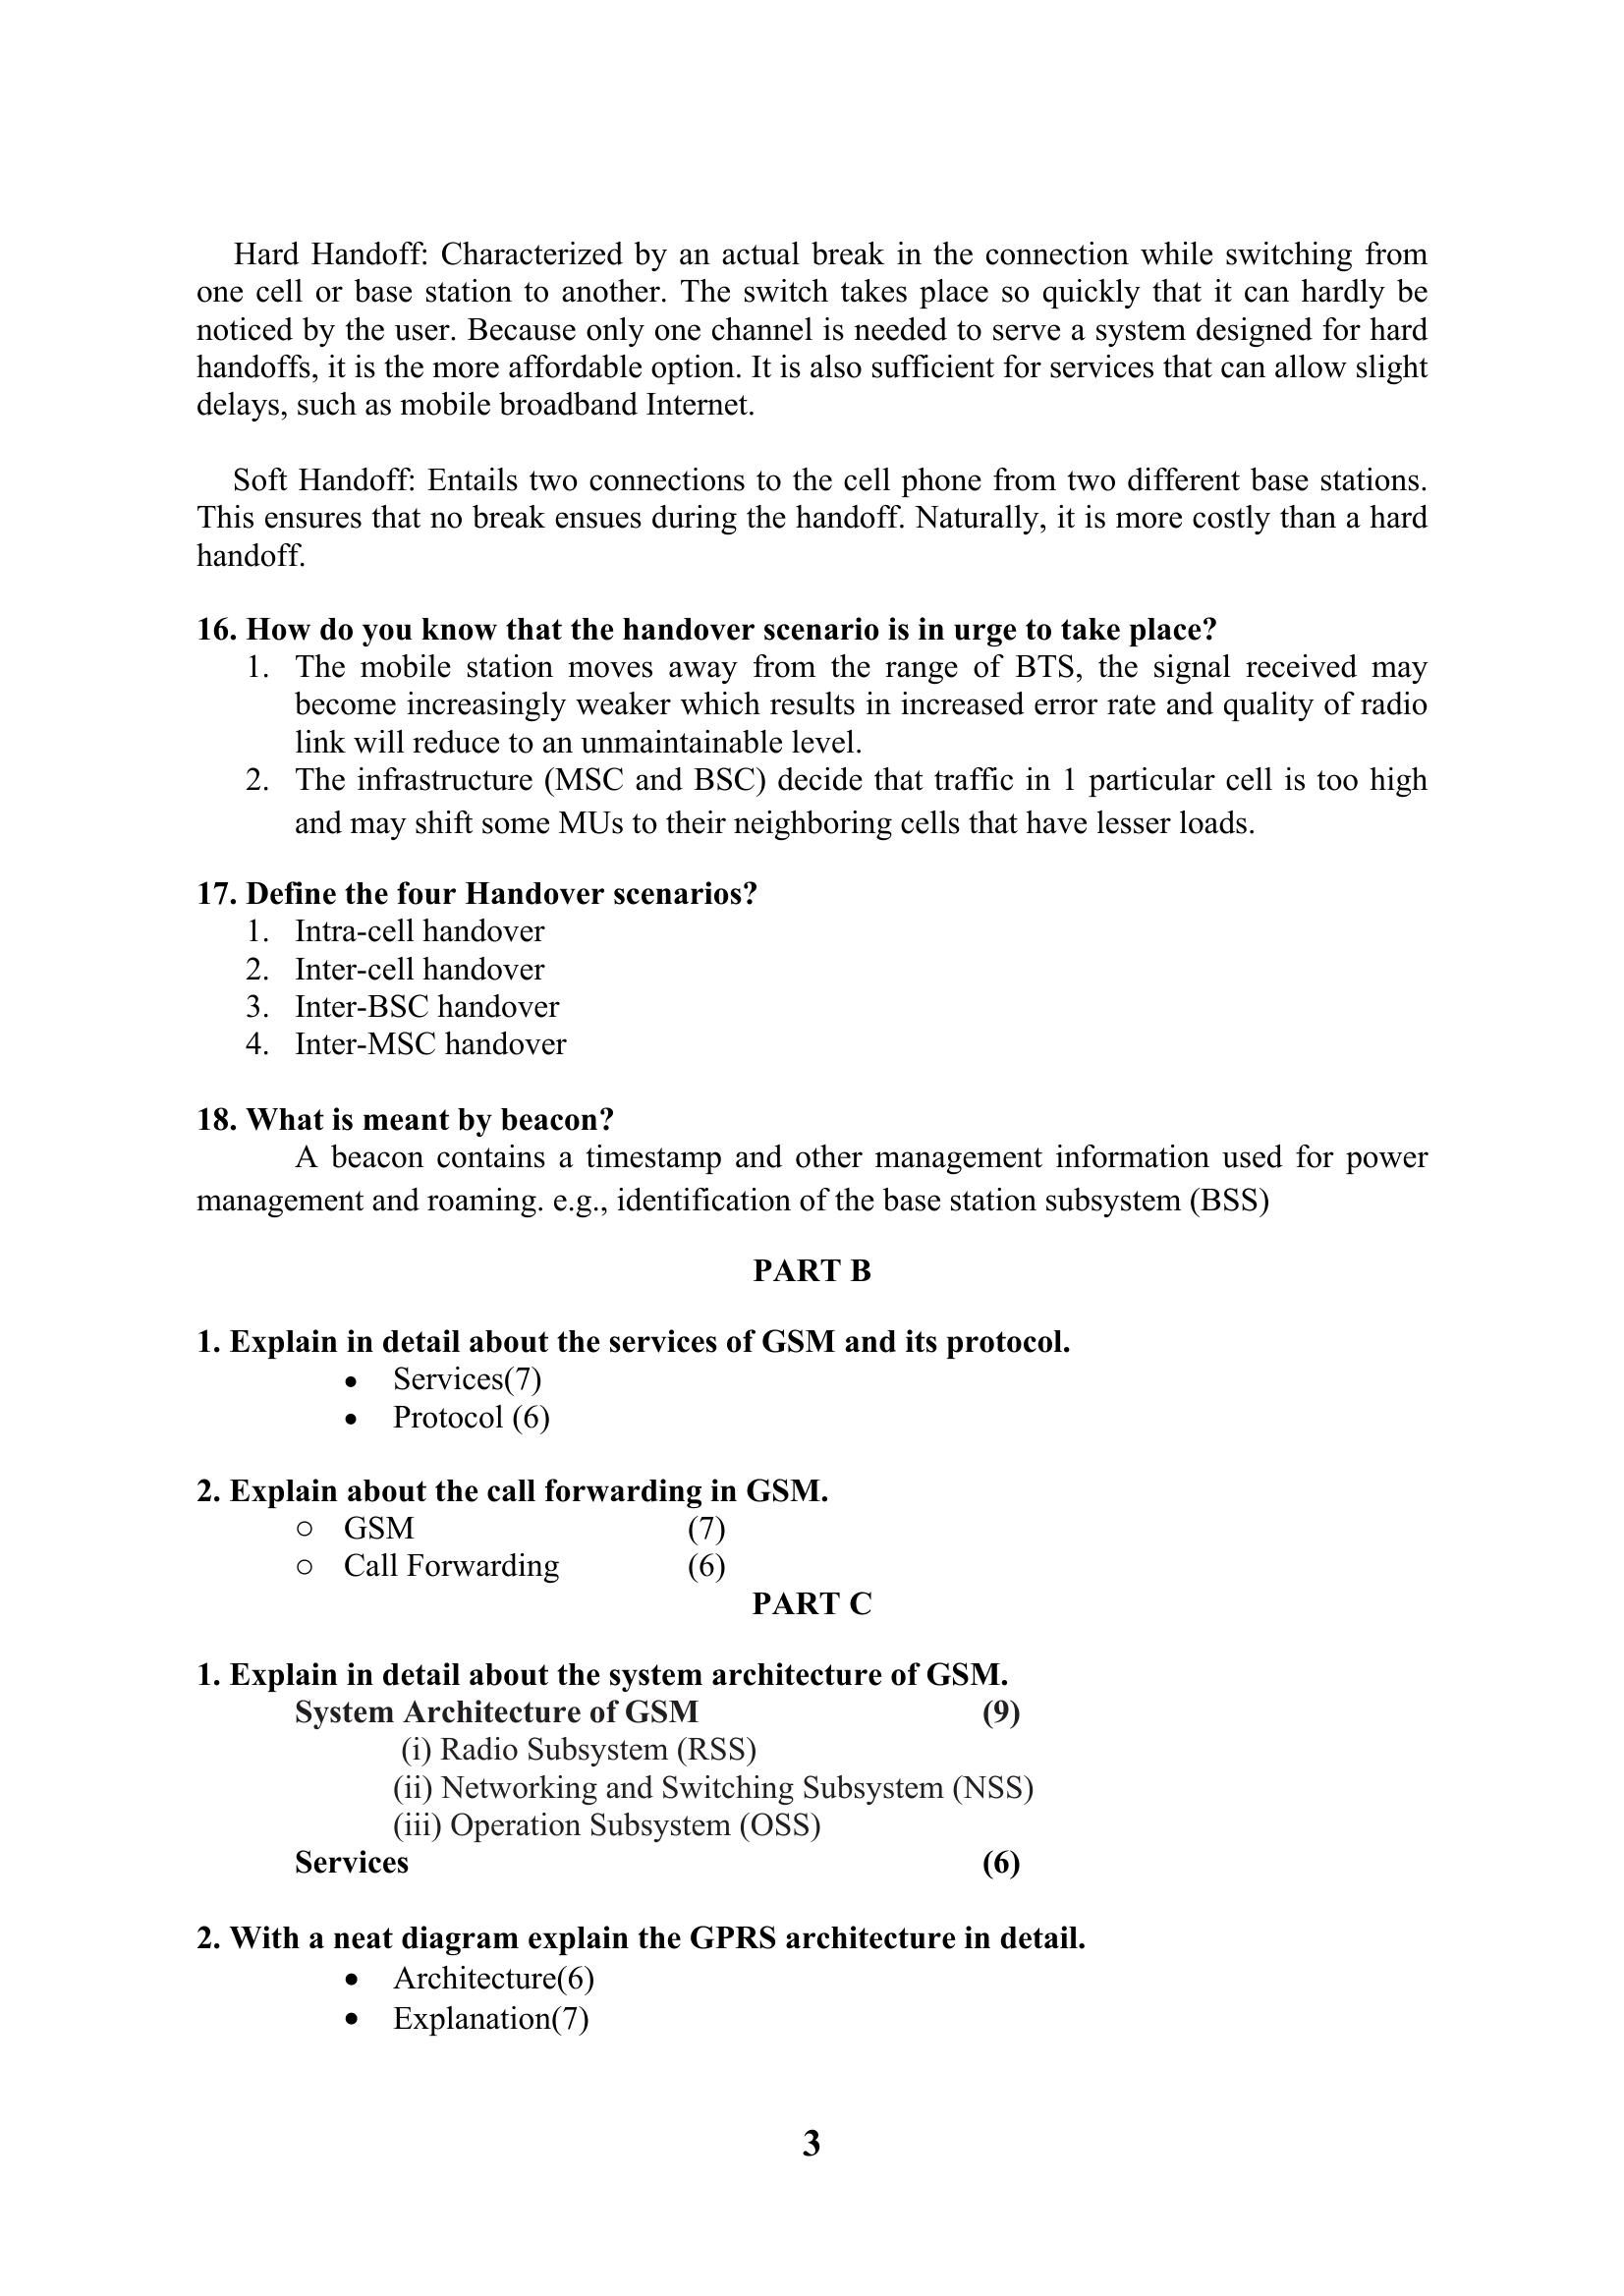 Hard Handoff: Characterized by an actual break in the connection while switching from
one cell or base station to another. The switch takes place so quickly that it can hardly be
noticed by the user. Because only one channel is needed to serve a system designed for hard
handoffs, it is the more affordable option. It is also sufficient for services that can allow slight
delays, such as mobile broadband Internet.
Soft Handoff: Entails two connections to the cell phone from two different base stations.
This ensures that no break ensues during the handoff. Naturally, it is more costly than a hard
handoff.
16. How do you know that the handover scenario is in urge to take place?
1. The mobile station moves away from the range of BTS, the signal received may
become increasingly weaker which results in increased error rate and quality of radio
link will reduce to an unmaintainable level.
2. The infrastructure (MSC and BSC) decide that traffic in 1 particular cell is too high
and may shift some MUs to their neighboring cells that have lesser loads.
17. Define the four Handover scenarios?
1. Intra-cell handover
2. Inter-cell handover
3. Inter-BSC handover
4. Inter-MSC handover
18. What is meant by beacon?
A beacon contains a timestamp and other management information used for power
management and roaming. e.g., identification of the base station subsystem (BSS)
PART B
1. Explain in detail about the services of GSM and its protocol.
• Services(7)
• Protocol (6)
2. Explain about the call forwarding in GSM.
○ GSM (7)
○ Call Forwarding (6)
PART C
1. Explain in detail about the system architecture of GSM.
System Architecture of GSM (9)
(i) Radio Subsystem (RSS)
(ii) Networking and Switching Subsystem (NSS)
(iii) Operation Subsystem (OSS)
Services (6)
2. With a neat diagram explain the GPRS architecture in detail.
• Architecture(6)
• Explanation(7)
3